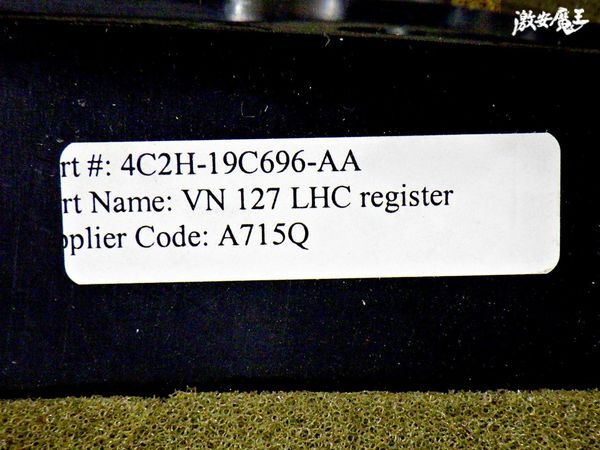 激安魔王
rt #: 4C2H-19C696-AA
rt Name: VN 127 LHC register
pplier Code: A715Q